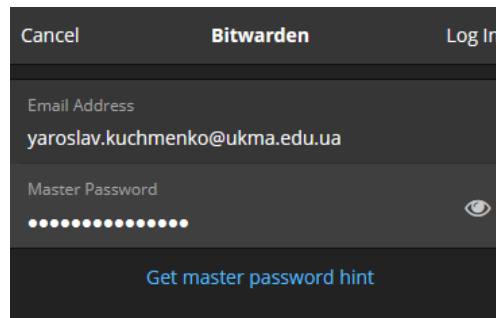 Cancel Bitwarden Log In
Email Address
yaroslav.kuchmenko@ukma.edu.ua
Master Password
•••••••••••••••
Get master password hint